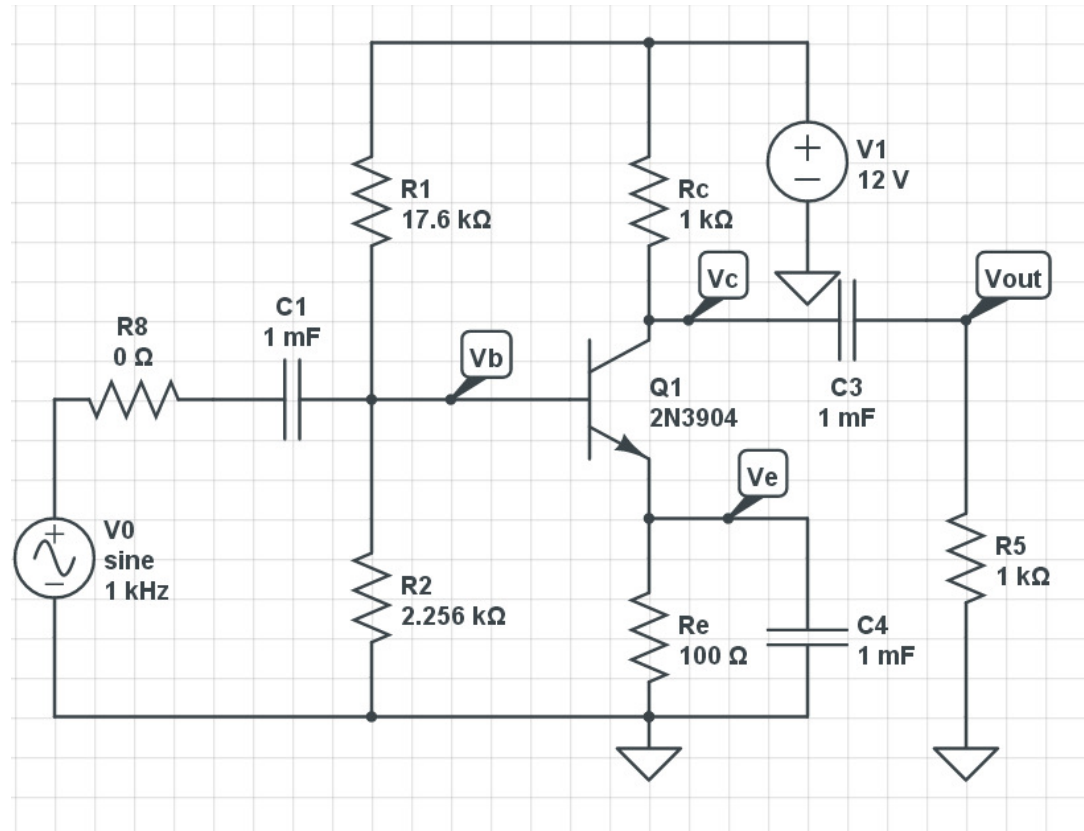 R1
17.6 kΩ
Rc
1 kΩ
+
−
V1
12 V
Vc
Vout
R8
0 Ω
C1
1 mF
Vb
Q1
2N3904
C3
1 mF
Ve
+
−
V0
sine
1 kHz
R2
2.256 kΩ
Re
100 Ω
C4
1 mF
R5
1 kΩ